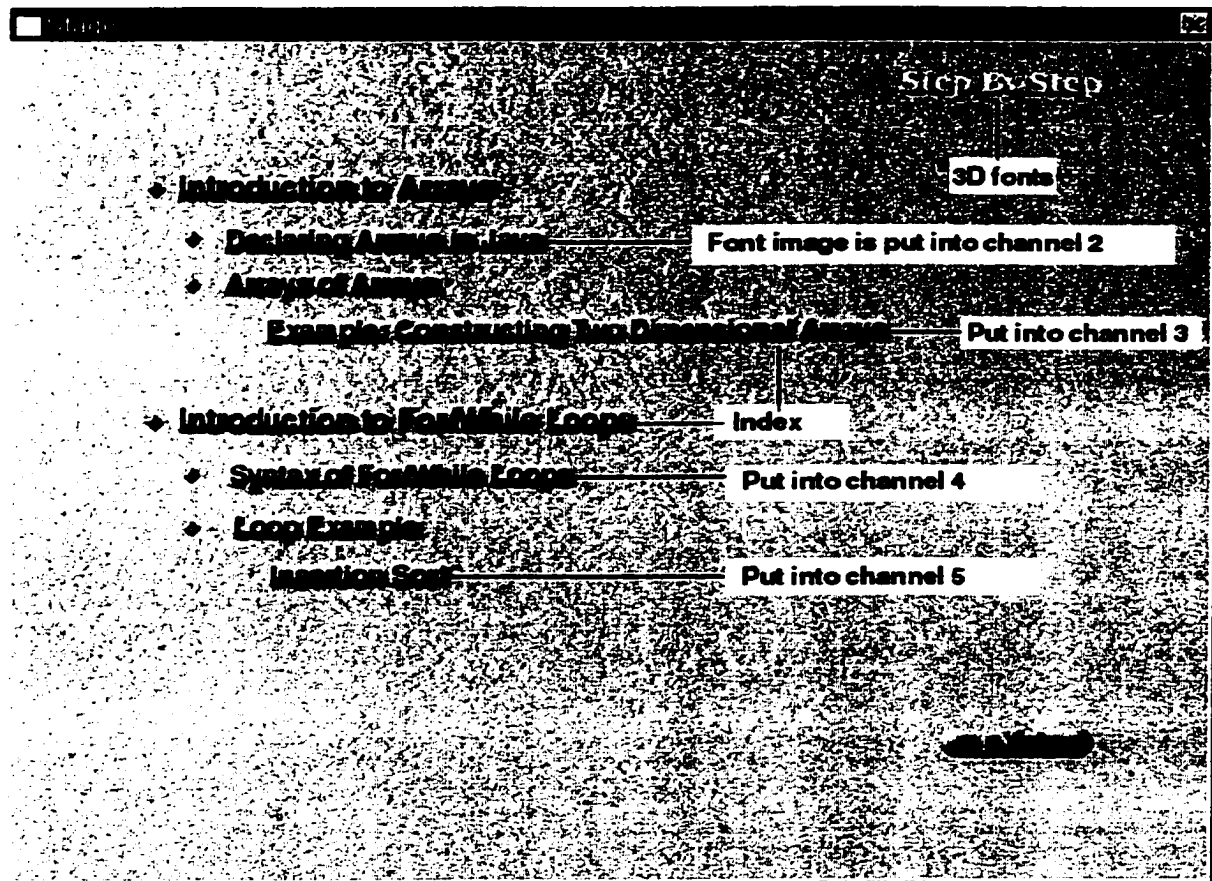 Stage
Step By Step
3D fonts
Introduction to Arrays
Declaring Arrays in Java
Font image is put into channel 2
Arrays of Arrays
Example: Constructing Two Dimensional Arrays
Put into channel 3
Introduction to For/While Loops
Index
Syntax of For/While Loops
Put into channel 4
Loop Example
Insertion Sort
Put into channel 5